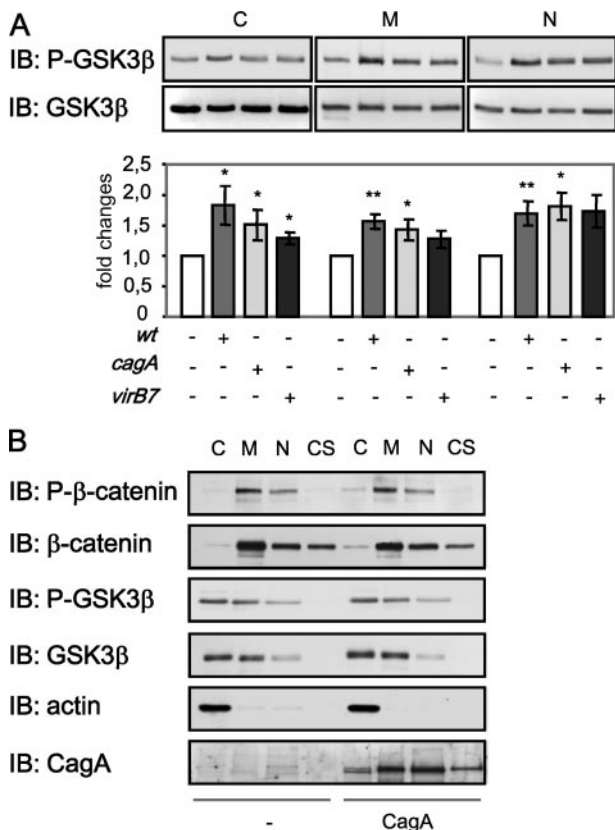 A
C M N
IB: P-GSK3β
IB: GSK3β
fold changes
2,5
2,0
1,5
1,0
0,5
0
* * * ** * ** *
wt - + - - - + - - - + - -
cagA - - + - - - + - - - + -
virB7 - - - + - - - + - - - +
B
C M N CS C M N CS
IB: P-β-catenin
IB: β-catenin
IB: P-GSK3β
IB: GSK3β
IB: actin
IB: CagA
- CagA